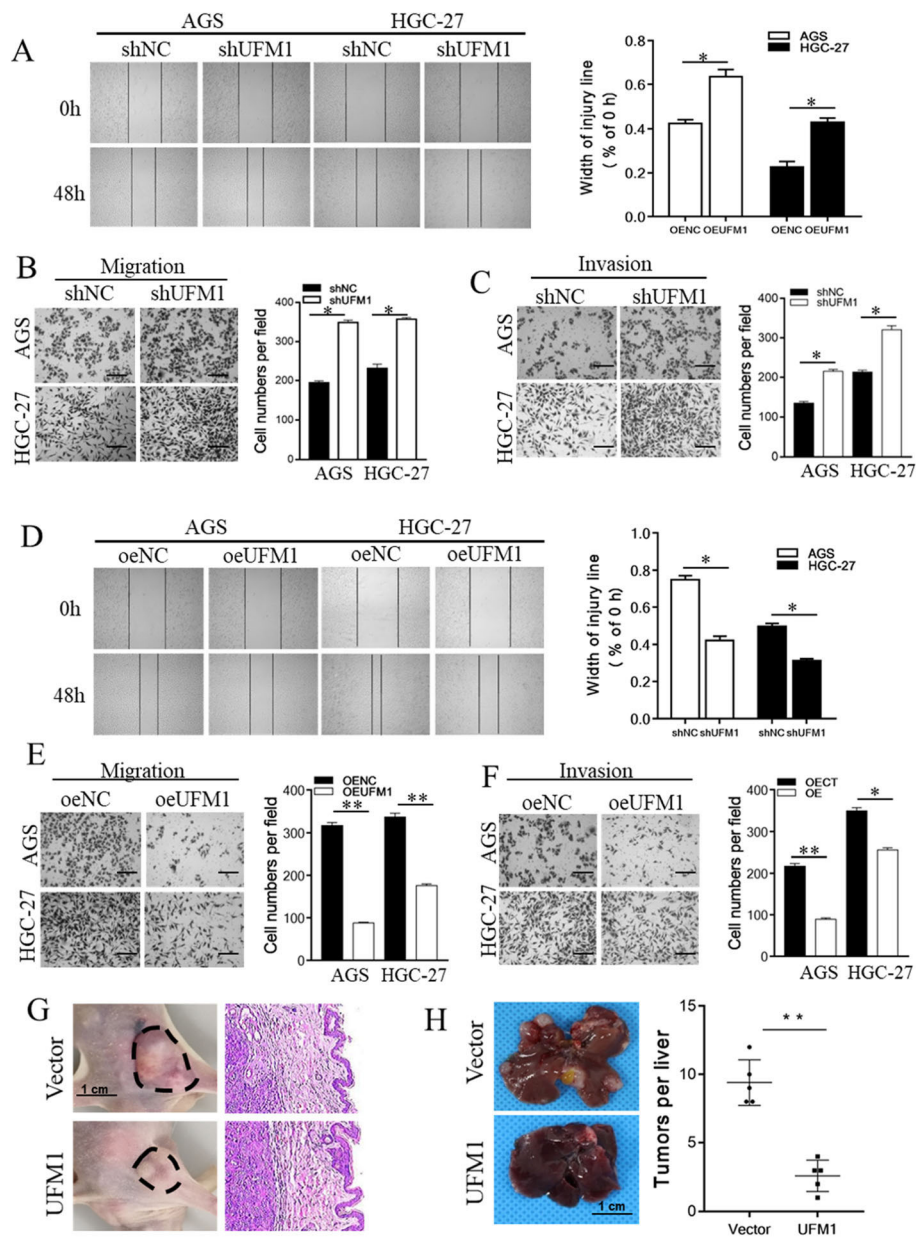 A
AGS HGC-27
shNC shUFM1 shNC shUFM1
0h
48h
Width of injury line
( % of 0 h)
0.8
0.6
0.4
0.2
0.0
AGS
HGC-27
*
*
OENC OEUFM1 OENC OEUFM1
B
Migration
shNC shUFM1
AGS
HGC-27
Cell numbers per field
400
300
200
100
0
shNC
shUFM1
*
*
AGS HGC-27
C
Invasion
shNC shUFM1
AGS
HGC-27
Cell numbers per field
400
300
200
100
0
shNC
shUFM1
*
*
AGS HGC-27
D
AGS HGC-27
oeNC oeUFM1 oeNC oeUFM1
0h
48h
Width of injury line
( % of 0 h)
1.0
0.8
0.6
0.4
0.2
0.0
AGS
HGC-27
*
*
shNC shUFM1 shNC shUFM1
E
Migration
oeNC oeUFM1
AGS
HGC-27
Cell numbers per field
400
300
200
100
0
OENC
OEUFM1
**
**
AGS HGC-27
F
Invasion
oeNC oeUFM1
AGS
HGC-27
Cell numbers per field
400
300
200
100
0
OECT
OE
**
*
AGS HGC-27
G
Vector
1 cm
UFM1
H
Vector
UFM1
1 cm
Tumors per liver
15
10
5
0
**
Vector UFM1